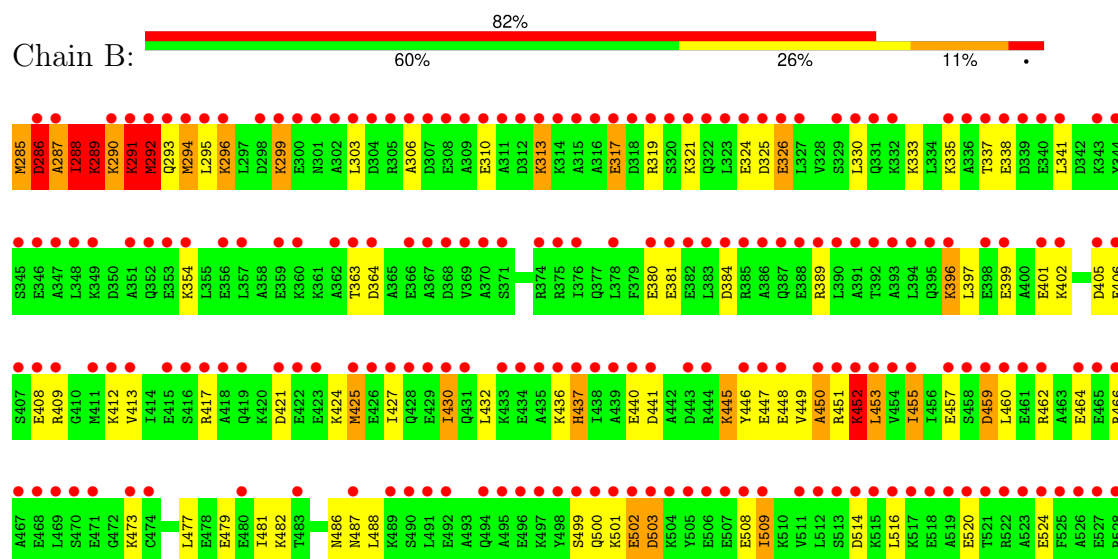 82%
Chain B:
60% 26% 11% •
M285 D286 A287 I288 K289 K290 K291 M292 Q293 M294 L295 K296 L297 D298 K299 E300 N301 A302 L303 D304 R305 A306 D307 E308 A309 E310 A311 D312 K313 K314 A315 A316 E317 D318 R319 S320 K321 Q322 L323 E324 D325 E326 L327 V328 S329 L330 Q331 K332 K333 L334 K335 A336 T337 E338 D339 E340 L341 D342 K343 Y344
S345 E346 A347 L348 K349 D350 A351 Q352 E353 K354 L355 E356 L357 A358 E359 K360 K361 A362 T363 D364 A365 E366 A367 D368 V369 A370 S371 R374 R375 I376 Q377 L378 F379 E380 E381 E382 L383 D384 R385 A386 Q387 E388 R389 L390 A391 T392 A393 L394 Q395 K396 L397 E398 E399 A400 E401 K402 D405 E406
S407 E408 R409 G410 M411 K412 V413 I414 E415 S416 R417 A418 Q419 K420 D421 E422 E423 K424 M425 E426 I427 Q428 E429 I430 Q431 L432 K433 E434 A435 K436 H437 I438 A439 E440 D441 A442 D443 R444 K445 Y446 E447 E448 V449 A450 R451 K452 L453 V454 I455 I456 E457 S458 D459 L460 E461 R462 A463 E464 E465 R466
A467 E468 L469 S470 E471 G472 K473 C474 L477 E478 E479 E480 I481 K482 T483 N486 N487 L488 K489 S490 L491 E492 A493 Q494 A495 E496 K497 Y498 S499 Q500 K501 E502 D503 K504 Y505 E506 E507 E508 I509 K510 V511 L512 S513 D514 K515 L516 K517 E518 A519 E520 T521 R522 A523 E524 F525 A526 E527 R528